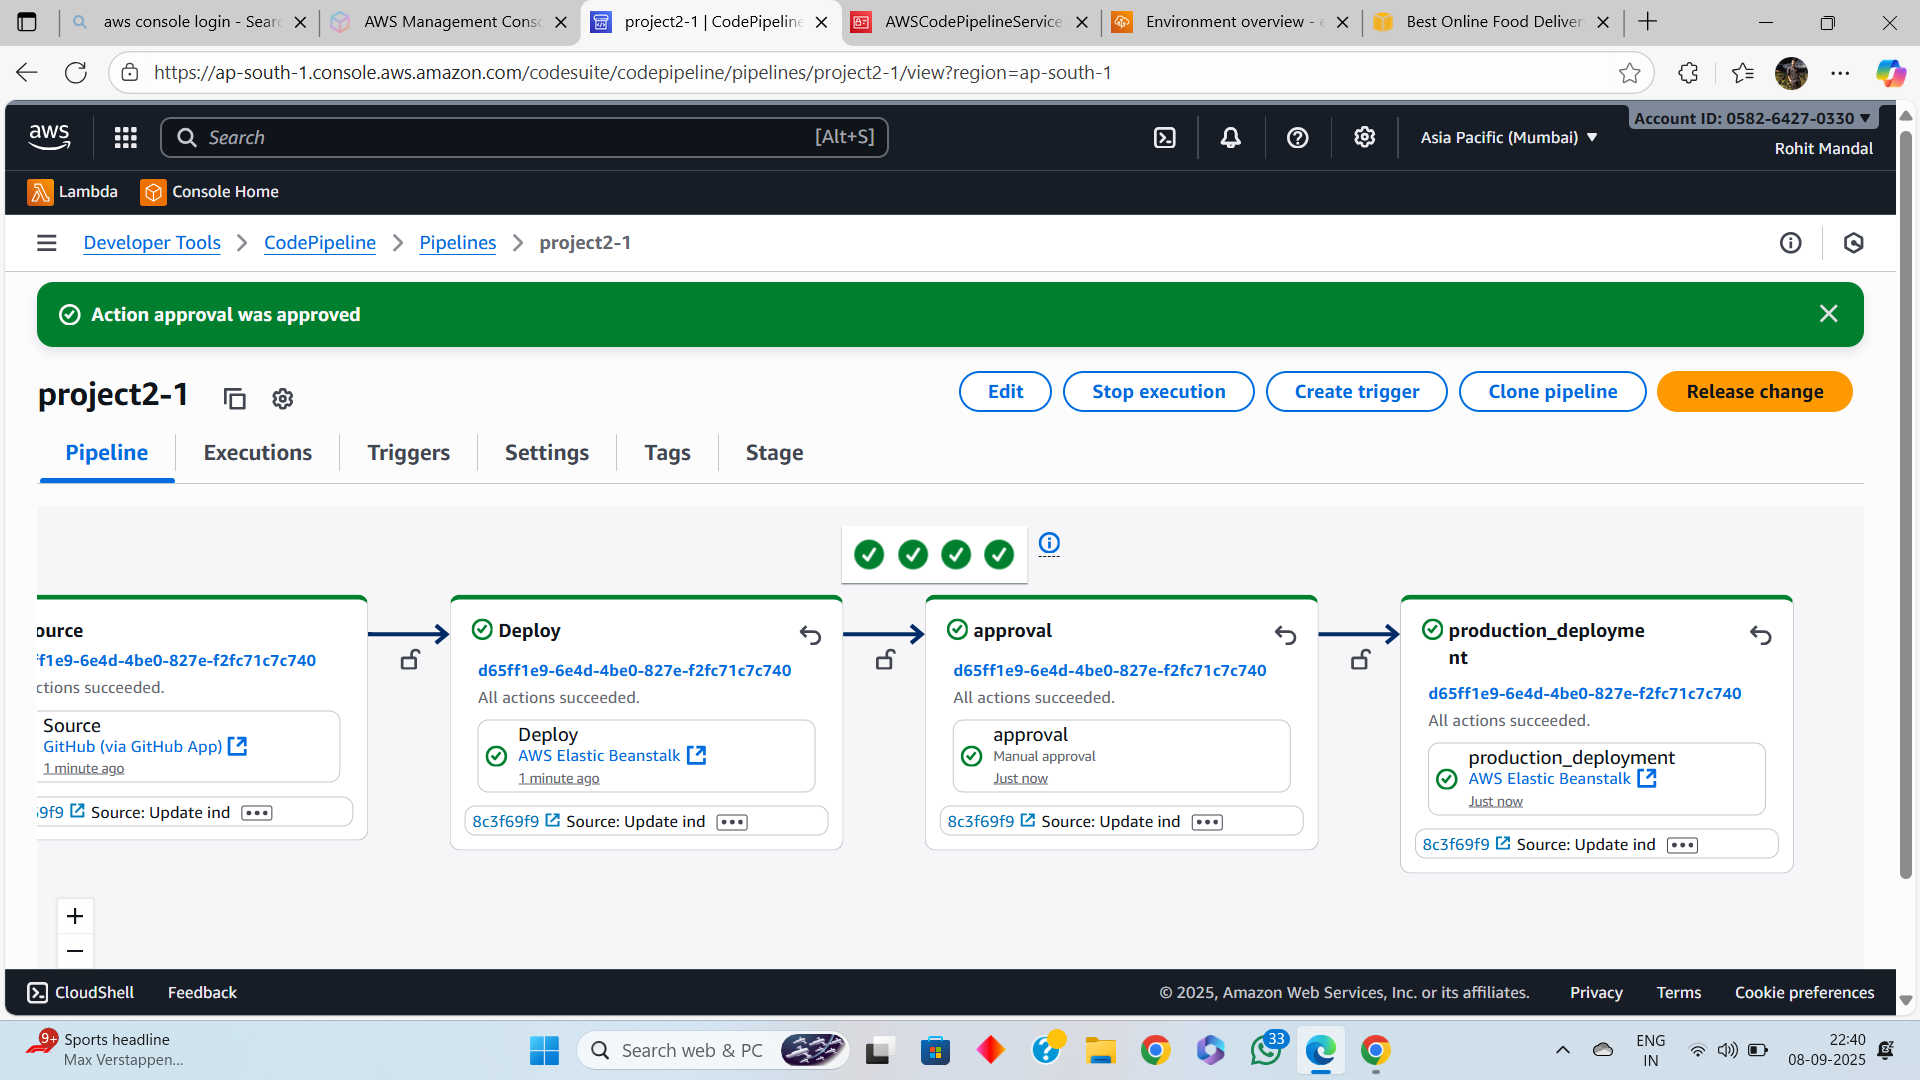 aws console login - Searc
AWS Management Conso
project2-1 | CodePipeline
AWSCodePipelineService
Environment overview - e
Best Online Food Deliver
https://ap-south-1.console.aws.amazon.com/codesuite/codepipeline/pipelines/project2-1/view?region=ap-south-1
aws
Search
[Alt+S]
Asia Pacific (Mumbai)
Account ID: 0582-6427-0330
Rohit Mandal
Lambda
Console Home
Developer Tools
CodePipeline
Pipelines
project2-1
Action approval was approved
project2-1
Edit
Stop execution
Create trigger
Clone pipeline
Release change
Pipeline
Executions
Triggers
Settings
Tags
Stage
ource
f1e9-6e4d-4be0-827e-f2fc71c7c740
ctions succeeded.
Source
GitHub (via GitHub App)
1 minute ago
69f9 Source: Update ind
Deploy
d65ff1e9-6e4d-4be0-827e-f2fc71c7c740
All actions succeeded.
Deploy
AWS Elastic Beanstalk
1 minute ago
8c3f69f9 Source: Update ind
approval
d65ff1e9-6e4d-4be0-827e-f2fc71c7c740
All actions succeeded.
approval
Manual approval
Just now
8c3f69f9 Source: Update ind
production_deployme
nt
d65ff1e9-6e4d-4be0-827e-f2fc71c7c740
All actions succeeded.
production_deployment
AWS Elastic Beanstalk
Just now
8c3f69f9 Source: Update ind
CloudShell
Feedback
© 2025, Amazon Web Services, Inc. or its affiliates.
Privacy
Terms
Cookie preferences
9+
Sports headline
Max Verstappen...
Search web & PC
33
ENG
IN
22:40
08-09-2025